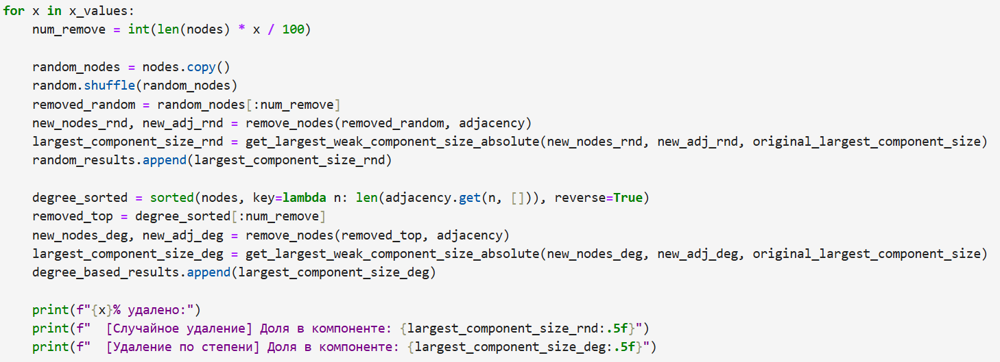 for x in x_values:
    num_remove = int(len(nodes) * x / 100)

    random_nodes = nodes.copy()
    random.shuffle(random_nodes)
    removed_random = random_nodes[:num_remove]
    new_nodes_rnd, new_adj_rnd = remove_nodes(removed_random, adjacency)
    largest_component_size_rnd = get_largest_weak_component_size_absolute(new_nodes_rnd, new_adj_rnd, original_largest_component_size)
    random_results.append(largest_component_size_rnd)

    degree_sorted = sorted(nodes, key=lambda n: len(adjacency.get(n, [])), reverse=True)
    removed_top = degree_sorted[:num_remove]
    new_nodes_deg, new_adj_deg = remove_nodes(removed_top, adjacency)
    largest_component_size_deg = get_largest_weak_component_size_absolute(new_nodes_deg, new_adj_deg, original_largest_component_size)
    degree_based_results.append(largest_component_size_deg)

    print(f"{x}% удалено:")
    print(f"  [Случайное удаление] Доля в компоненте: {largest_component_size_rnd:.5f}")
    print(f"  [Удаление по степени] Доля в компоненте: {largest_component_size_deg:.5f}")